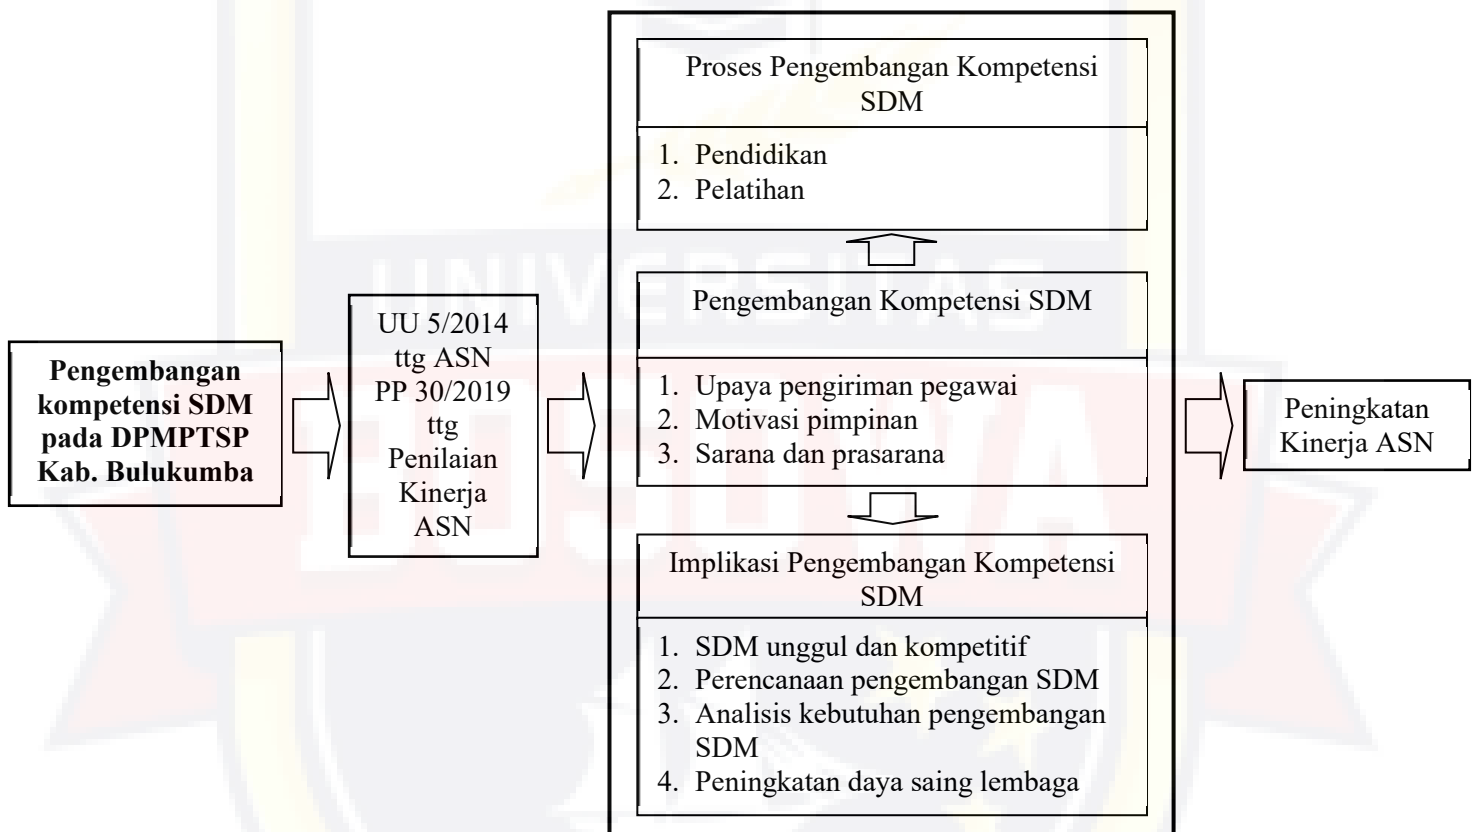 Pengembangan
kompetensi SDM
pada DPMPTSP
Kab. Bulukumba
UU 5/2014
ttg ASN
PP 30/2019
ttg
Penilaian
Kinerja
ASN
Proses Pengembangan Kompetensi
SDM
1. Pendidikan
2. Pelatihan
Pengembangan Kompetensi SDM
1. Upaya pengiriman pegawai
2. Motivasi pimpinan
3. Sarana dan prasarana
Implikasi Pengembangan Kompetensi
SDM
1. SDM unggul dan kompetitif
2. Perencanaan pengembangan SDM
3. Analisis kebutuhan pengembangan
SDM
4. Peningkatan daya saing lembaga
Peningkatan
Kinerja ASN
UNIVERSITAS
BOSOWA